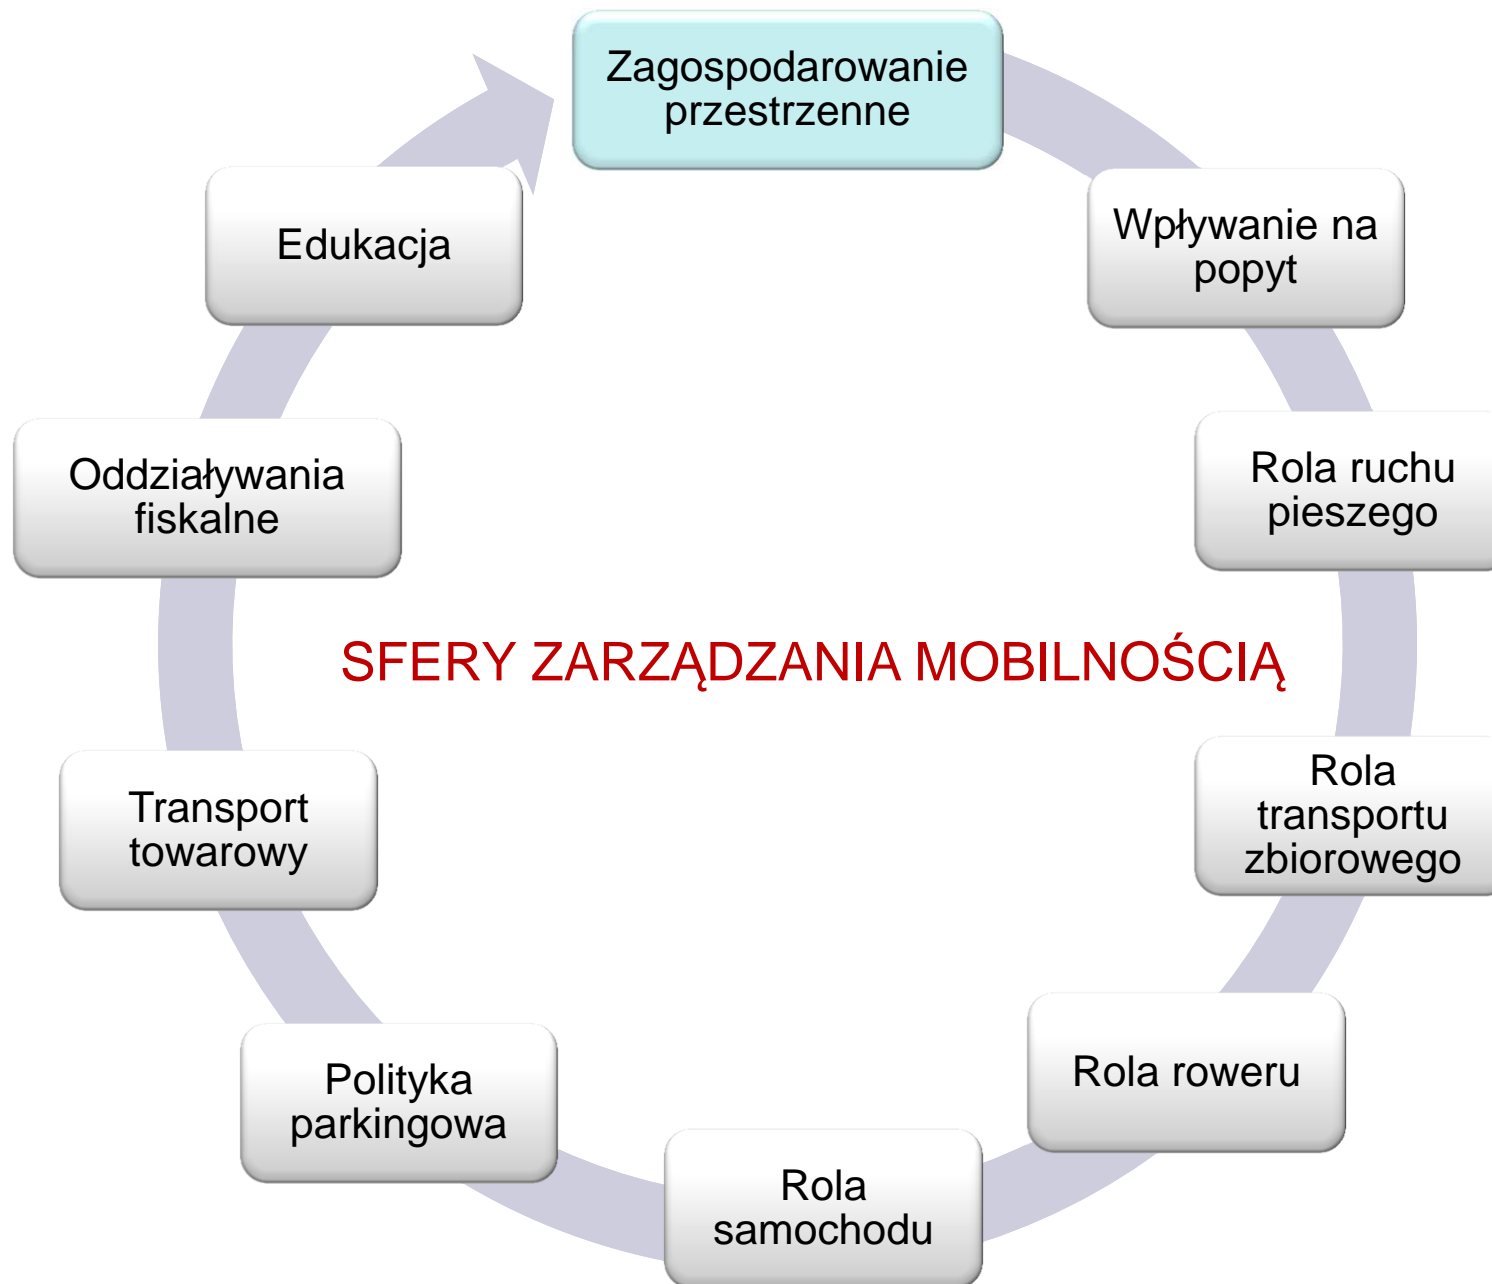 Zagospodarowanie
przestrzenne
Wpływanie na
popyt
Rola ruchu
pieszego
Rola
transportu
zbiorowego
Rola roweru
Rola
samochodu
Polityka
parkingowa
Transport
towarowy
Oddziaływania
fiskalne
Edukacja
SFERY ZARZĄDZANIA MOBILNOŚCIĄ